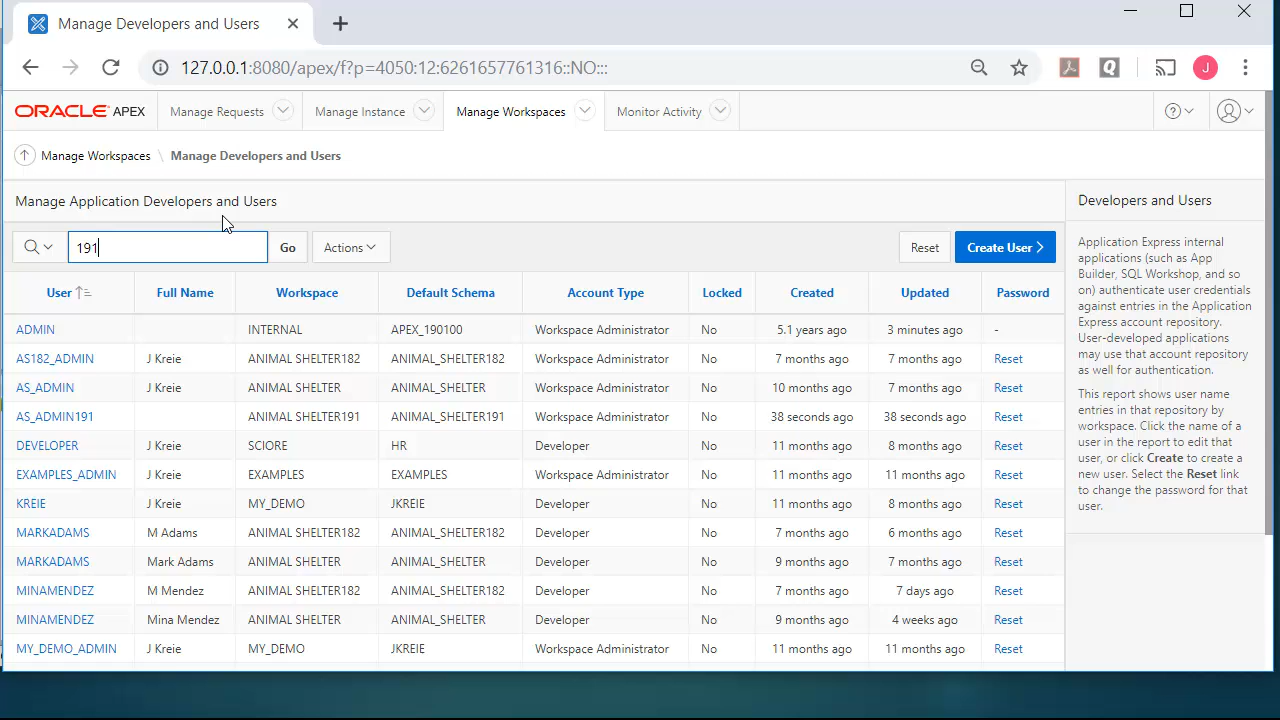 Manage Developers and Users
127.0.0.1:8080/apex/f?p=4050:12:6261657761316::NO:::
Q
J
ORACLE APEX
Manage Requests
Manage Instance
Manage Workspaces
Monitor Activity
Manage Workspaces \ Manage Developers and Users
Manage Application Developers and Users
191
Go
Actions
Reset
Create User
User Full Name Workspace Default Schema Account Type Locked Created Updated Password
ADMIN INTERNAL APEX_190100 Workspace Administrator No 5.1 years ago 3 minutes ago -
AS182_ADMIN J Kreie ANIMAL SHELTER182 ANIMAL_SHELTER182 Workspace Administrator No 7 months ago 7 months ago Reset
AS_ADMIN J Kreie ANIMAL SHELTER ANIMAL_SHELTER Workspace Administrator No 10 months ago 7 months ago Reset
AS_ADMIN191 ANIMAL SHELTER191 ANIMAL_SHELTER191 Workspace Administrator No 38 seconds ago 38 seconds ago Reset
DEVELOPER J Kreie SCIORE HR Developer No 11 months ago 8 months ago Reset
EXAMPLES_ADMIN J Kreie EXAMPLES EXAMPLES Workspace Administrator No 11 months ago 11 months ago Reset
KREIE J Kreie MY_DEMO JKREIE Developer No 11 months ago 8 months ago Reset
MARKADAMS M Adams ANIMAL SHELTER182 ANIMAL_SHELTER182 Developer No 7 months ago 6 months ago Reset
MARKADAMS Mark Adams ANIMAL SHELTER ANIMAL_SHELTER Developer No 9 months ago 7 months ago Reset
MINAMENDEZ M Mendez ANIMAL SHELTER182 ANIMAL_SHELTER182 Developer No 7 months ago 7 days ago Reset
MINAMENDEZ Mina Mendez ANIMAL SHELTER ANIMAL_SHELTER Developer No 9 months ago 4 weeks ago Reset
MY_DEMO_ADMIN J Kreie MY_DEMO JKREIE Workspace Administrator No 11 months ago 11 months ago Reset
Developers and Users
Application Express internal
applications (such as App
Builder, SQL Workshop, and so
on) authenticate user credentials
against entries in the Application
Express account repository.
User-developed applications
may use that account repository
as well for authentication.
This report shows user name
entries in that repository by
workspace. Click the name of a
user in the report to edit that
user, or click Create to create a
new user. Select the Reset link
to change the password for that
user.